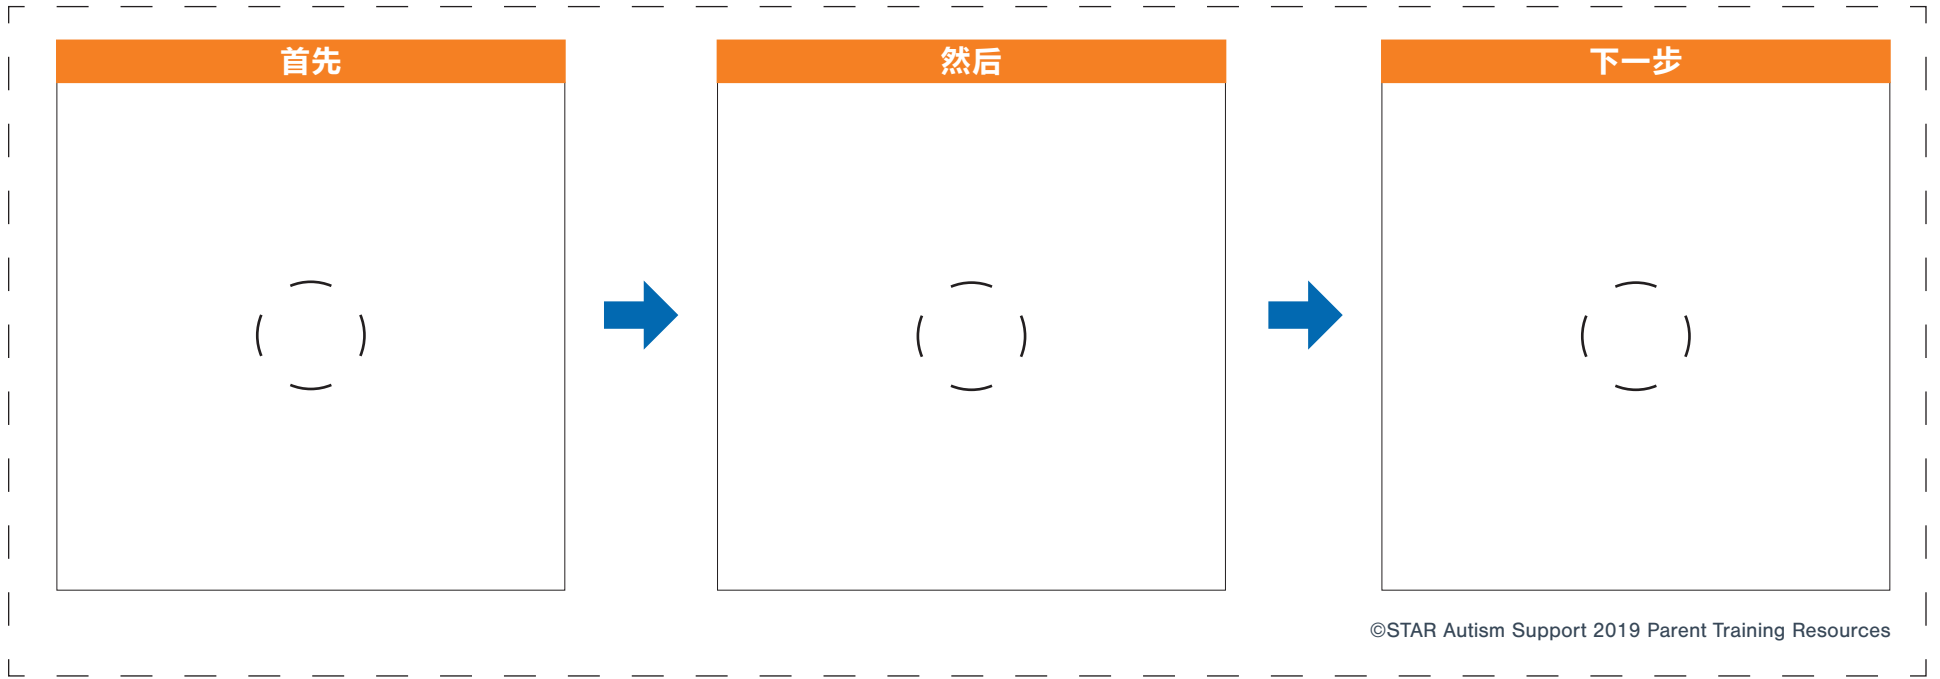 首先
然后
下一步
©STAR Autism Support 2019 Parent Training Resources